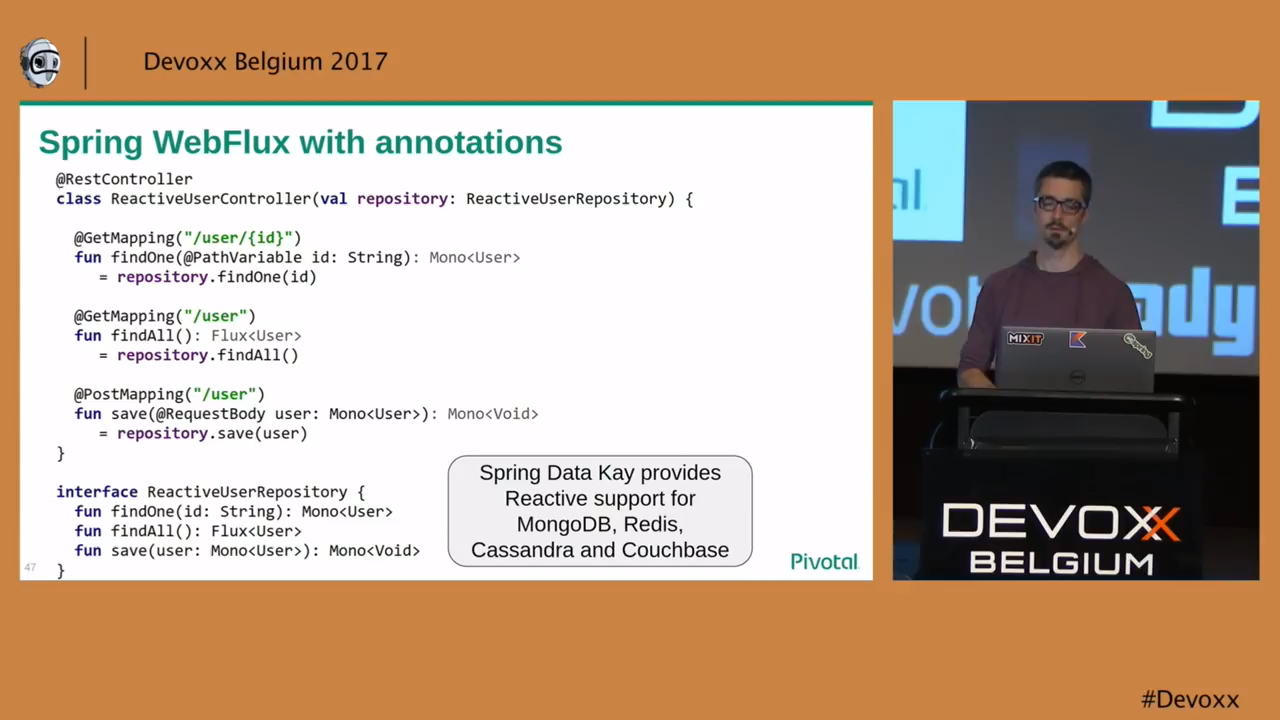 Devoxx Belgium 2017
Spring WebFlux with annotations
@RestController
class ReactiveUserController(val repository: ReactiveUserRepository) {
@GetMapping("/user/{id}")
fun findOne(@PathVariable id: String): Mono<User>
= repository.findOne(id)
@GetMapping("/user")
fun findAll(): Flux<User>
= repository.findAll()
@PostMapping("/user")
fun save(@RequestBody user: Mono<User>): Mono<Void>
= repository.save(user)
}
interface ReactiveUserRepository {
fun findOne(id: String): Mono<User>
fun findAll(): Flux<User>
fun save(user: Mono<User>): Mono<Void>
}
Spring Data Kay provides
Reactive support for
MongoDB, Redis,
Cassandra and Couchbase
47
Pivotal
MIXIT
DELL
DEVOXX
BELGIUM
#Devoxx